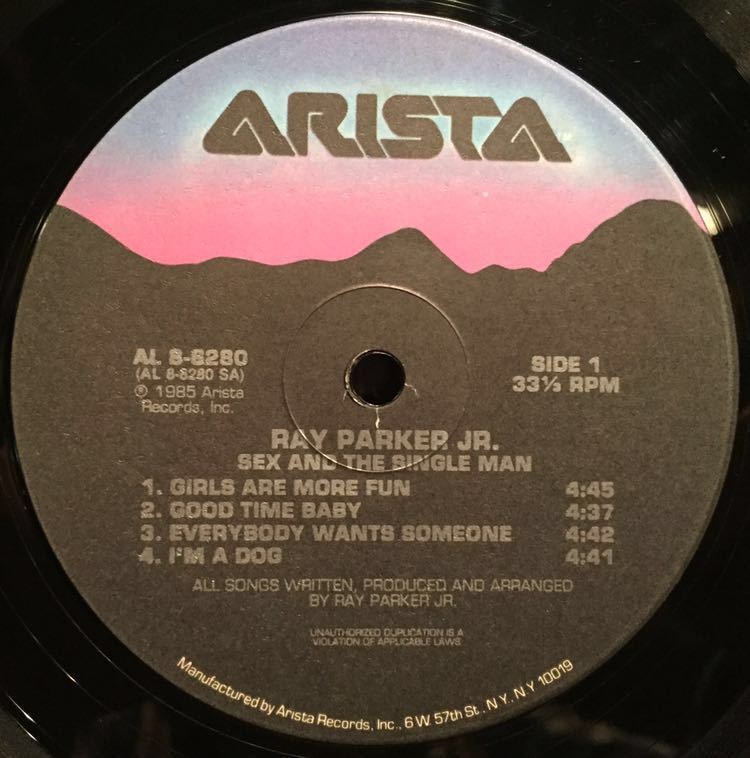 ARISTA™
AL 8-8280
(AL 8-8280 SA)
℗ 1985 Arista
Records, Inc.
SIDE 1
33⅓ RPM
RAY PARKER JR.
SEX AND THE SINGLE MAN
1. GIRLS ARE MORE FUN 4:45
2. GOOD TIME BABY 4:37
3. EVERYBODY WANTS SOMEONE 4:42
4. I'M A DOG 4:41
ALL SONGS WRITTEN, PRODUCED AND ARRANGED
BY RAY PARKER JR.
UNAUTHORIZED DUPLICATION IS A
VIOLATION OF APPLICABLE LAWS
Manufactured by Arista Records, Inc., 6 W. 57th St., N.Y., N.Y. 10019